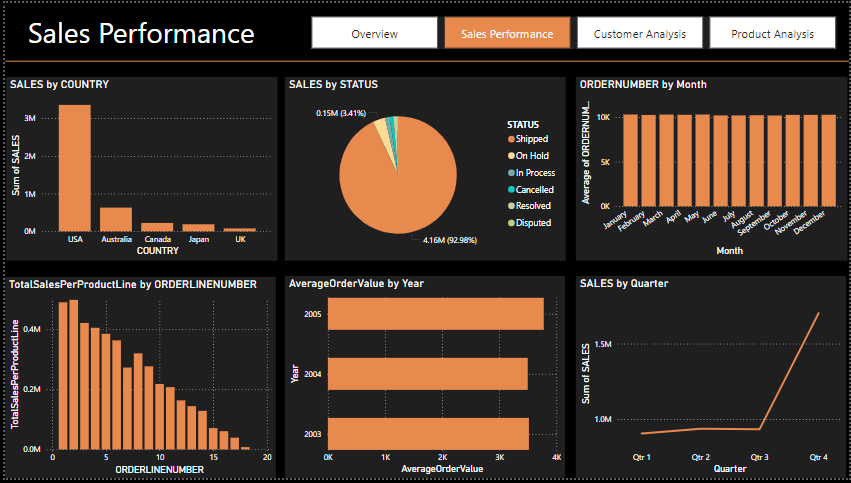 Sales Performance
Overview
Sales Performance
Customer Analysis
Product Analysis
SALES by COUNTRY
Sum of SALES
3M
2M
1M
0M
USA
Australia
Canada
Japan
UK
COUNTRY
SALES by STATUS
0.15M (3.41%)
4.16M (92.98%)
STATUS
Shipped
On Hold
In Process
Cancelled
Resolved
Disputed
ORDERNUMBER by Month
Average of ORDERNUM...
10K
5K
0K
January
February
March
April
May
June
July
August
September
October
November
December
Month
TotalSalesPerProductLine by ORDERLINENUMBER
TotalSalesPerProductLine
0.4M
0.2M
0.0M
0
5
10
15
20
ORDERLINENUMBER
AverageOrderValue by Year
Year
2005
2004
2003
0K
1K
2K
3K
4K
AverageOrderValue
SALES by Quarter
Sum of SALES
1.5M
1.0M
Qtr 1
Qtr 2
Qtr 3
Qtr 4
Quarter